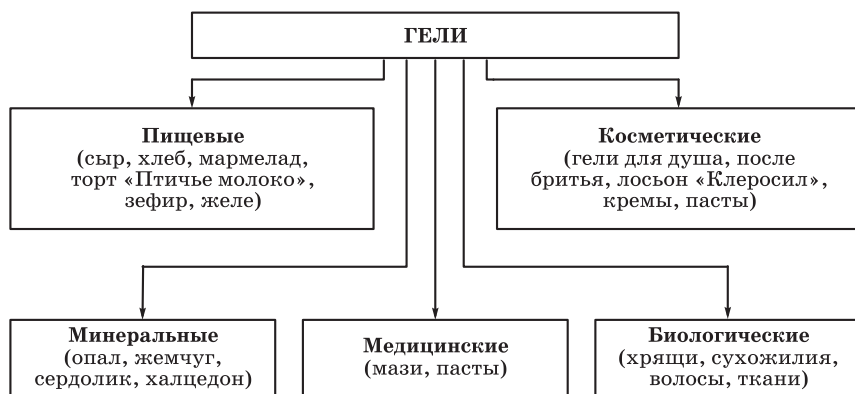 ГЕЛИ
Пищевые
(сыр, хлеб, мармелад,
торт «Птичье молоко»,
зефир, желе)
Косметические
(гели для душа, после
бритья, лосьон «Клеросил»,
кремы, пасты)
Минеральные
(опал, жемчуг,
сердолик, халцедон)
Медицинские
(мази, пасты)
Биологические
(хрящи, сухожилия,
волосы, ткани)